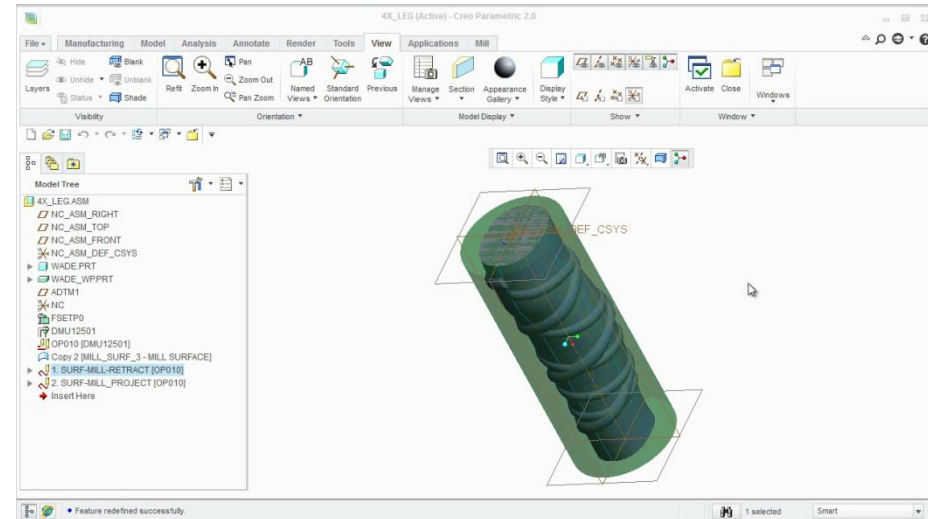 4X_LEG (Active) - Creo Parametric 2.0
File Manufacturing Model Analysis Annotate Render Tools View Applications Mill
Layers
Hide
Unhide
Status
Blank
Unblank
Shade
Refit
Zoom In
Pan
Zoom Out
Pan Zoom
Named Views
Standard Orientation
Previous
Manage Views
Section
Appearance Gallery
Display Style
Activate
Close
Windows
Visibility Orientation Model Display Show Window
Model Tree
4X_LEG.ASM
NC_ASM_RIGHT
NC_ASM_TOP
NC_ASM_FRONT
NC_ASM_DEF_CSYS
WADE.PRT
WADE_WP.PRT
ADTM1
NC
FSETP0
DMU12501
OP010 [DMU12501]
Copy 2 [MILL_SURF_3 - MILL SURFACE]
1. SURF-MILL-RETRACT [OP010]
2. SURF-MILL_PROJECT [OP010]
Insert Here
DEF_CSYS
Feature redefined successfully.
1 selected
Smart